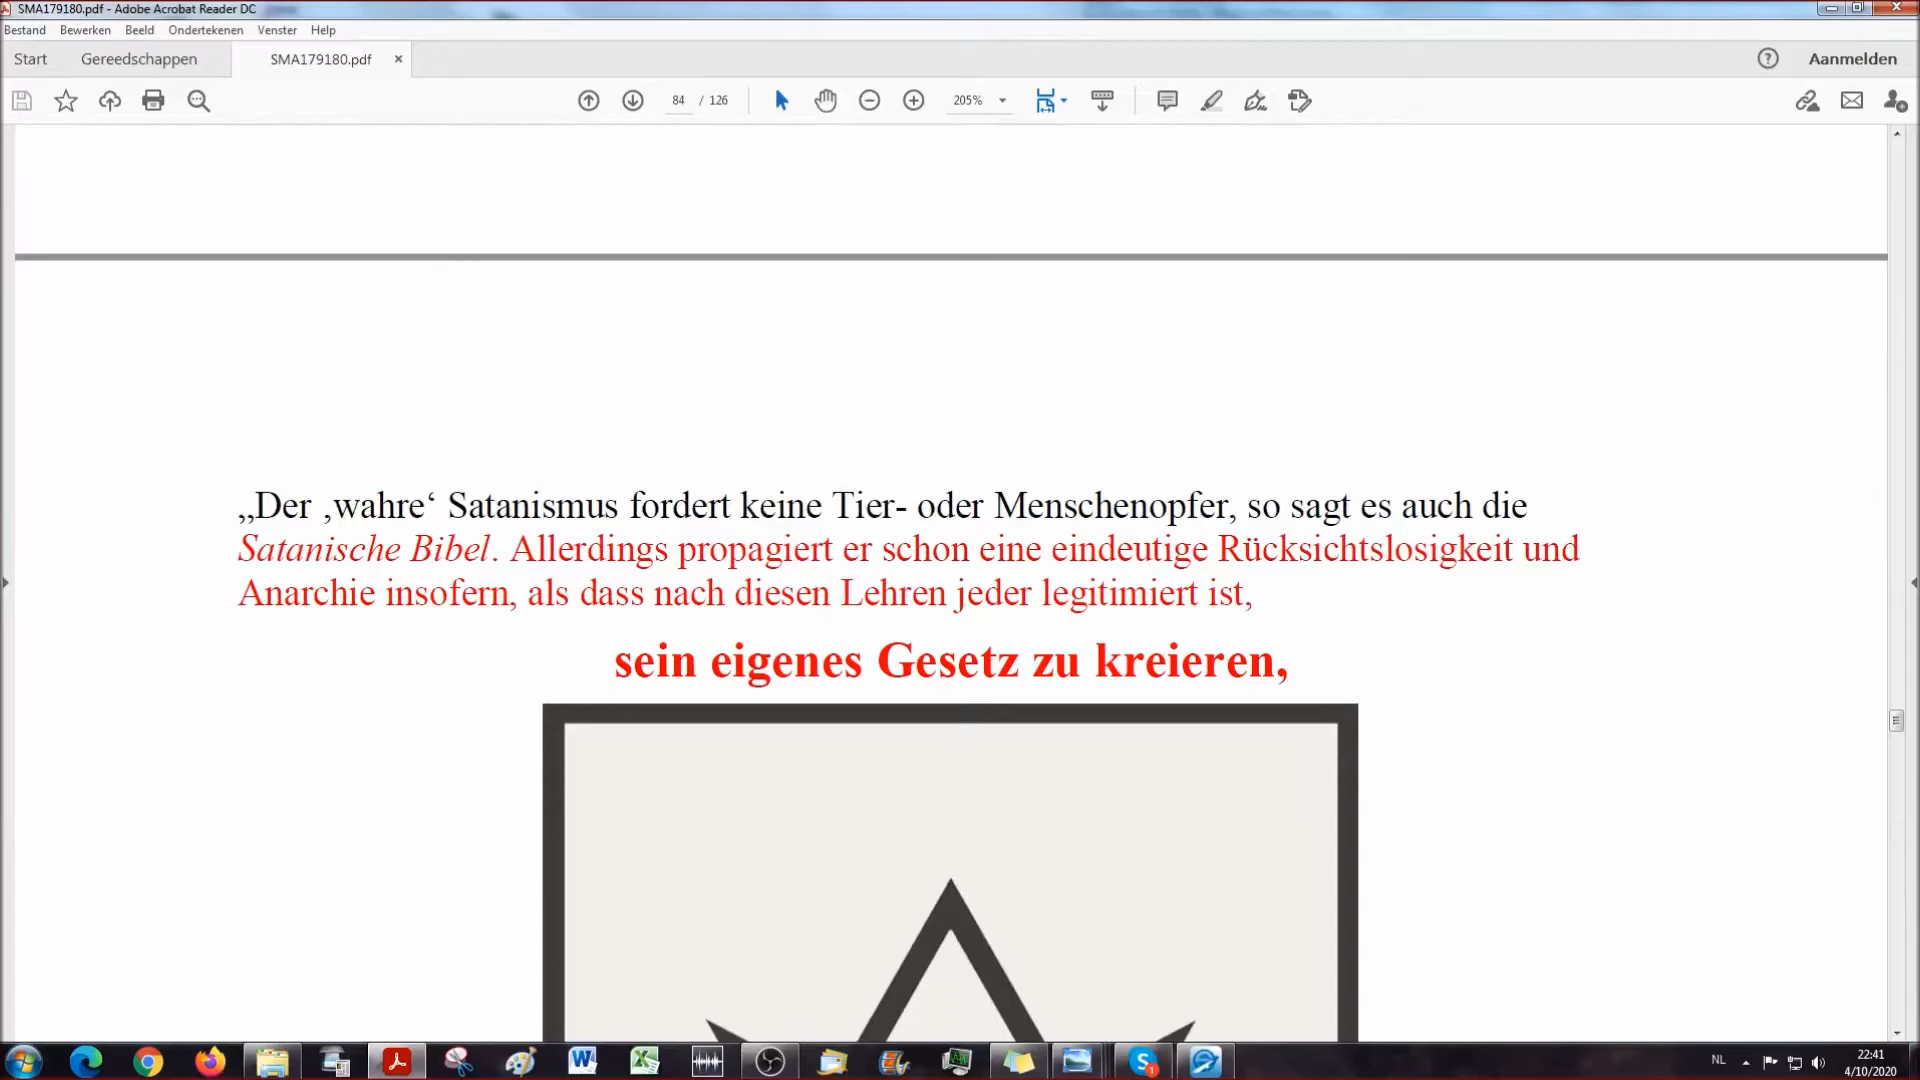 SMA179180.pdf - Adobe Acrobat Reader DC
Bestand Bewerken Beeld Ondertekenen Venster Help
Start Gereedschappen SMA179180.pdf × Aanmelden
84 / 126 205%
„Der ‚wahre‘ Satanismus fordert keine Tier- oder Menschenopfer, so sagt es auch die
Satanische Bibel. Allerdings propagiert er schon eine eindeutige Rücksichtslosigkeit und
Anarchie insofern, als dass nach diesen Lehren jeder legitimiert ist,
sein eigenes Gesetz zu kreieren,
NL 22:41
4/10/2020